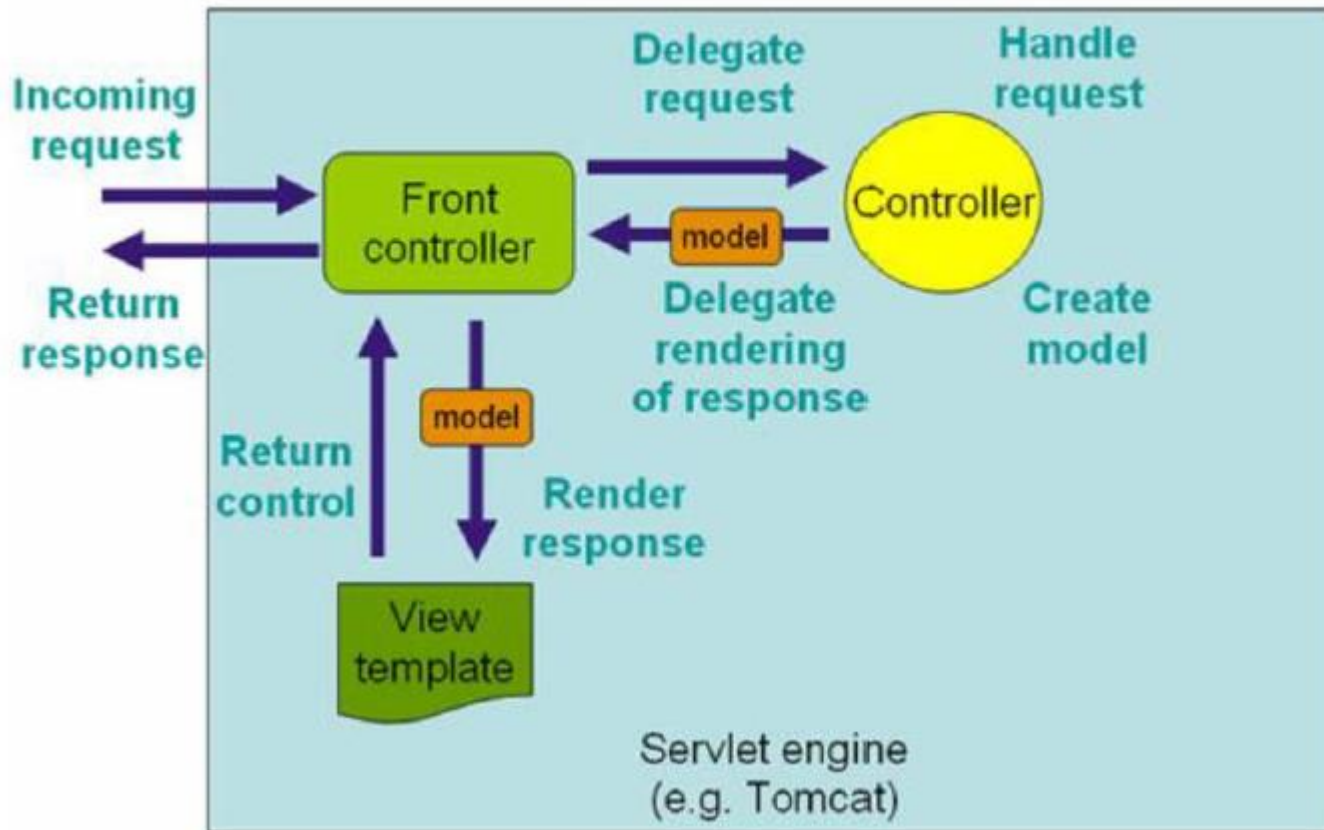 Incoming
request
Return
response
Front
controller
Delegate
request
Handle
request
Controller
model
Delegate
rendering
of response
Create
model
Return
control
model
Render
response
View
template
Servlet engine
(e.g. Tomcat)